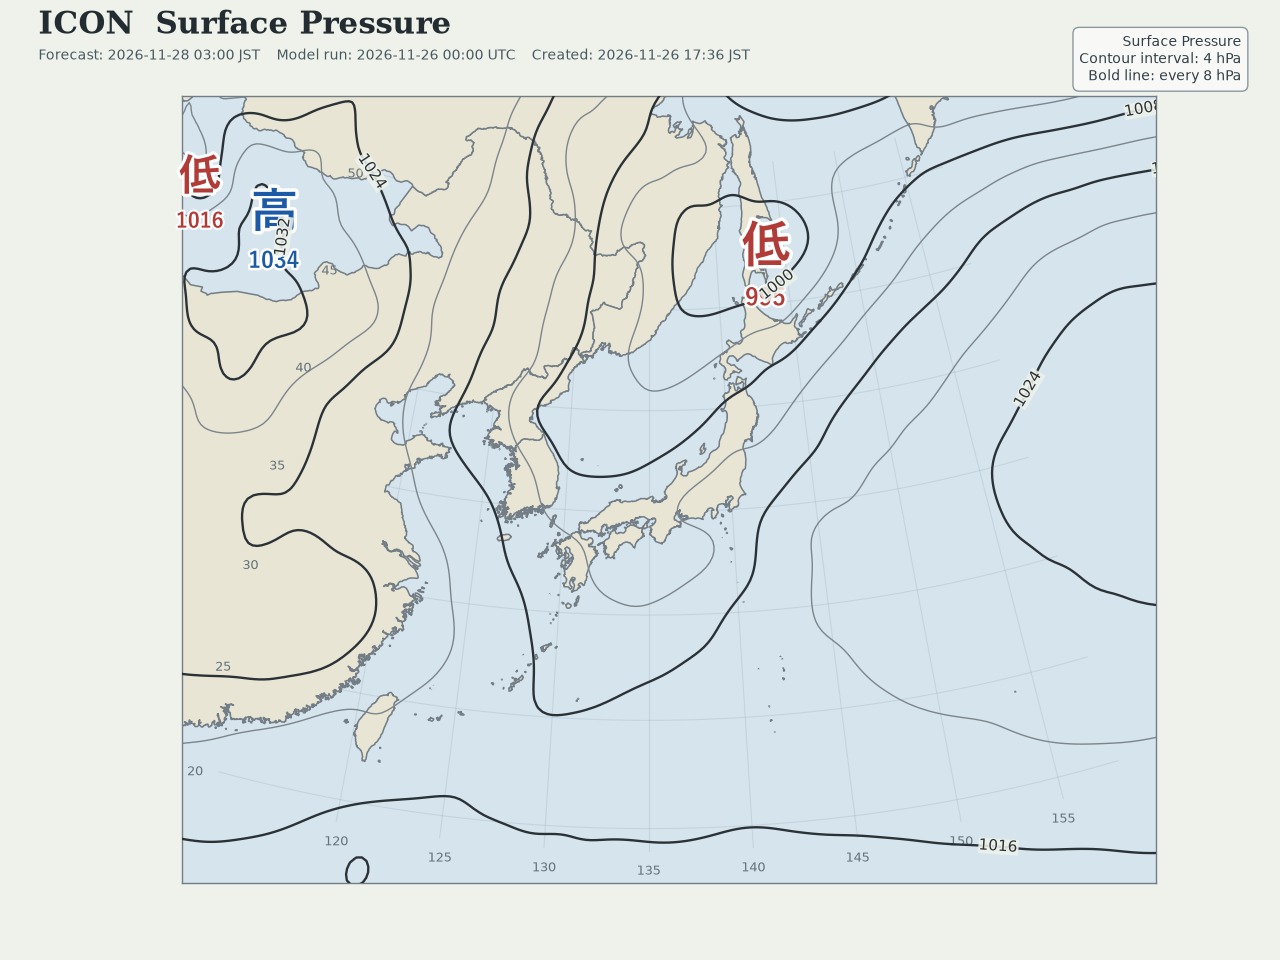 ICON  Surface Pressure
Forecast: 2026-11-28 03:00 JST    Model run: 2026-11-26 00:00 UTC    Created: 2026-11-26 17:36 JST
Surface Pressure
Contour interval: 4 hPa
Bold line: every 8 hPa
1008
50
1024
低
1016
高
1032
1034
45
低
1000
40
1024
35
30
25
20
120
125
130
135
140
145
150
155
1016